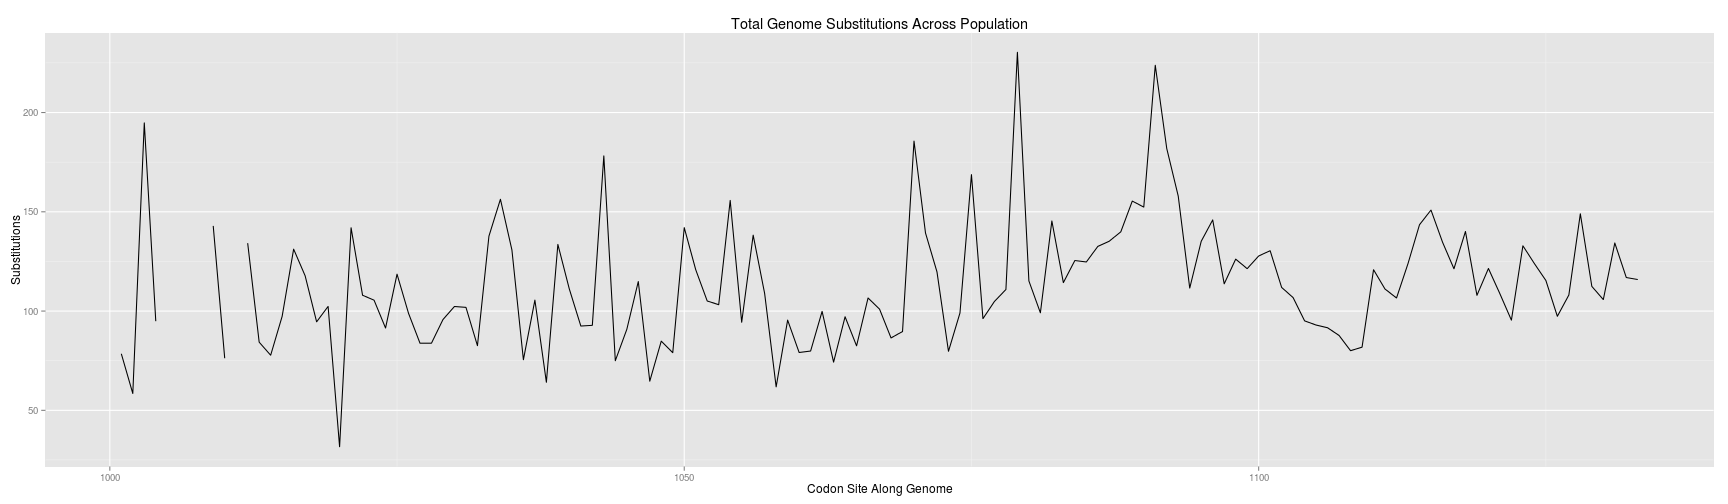 Total Genome Substitutions Across Population
Substitutions
200
150
100
50
1000
1050
1100
Codon Site Along Genome